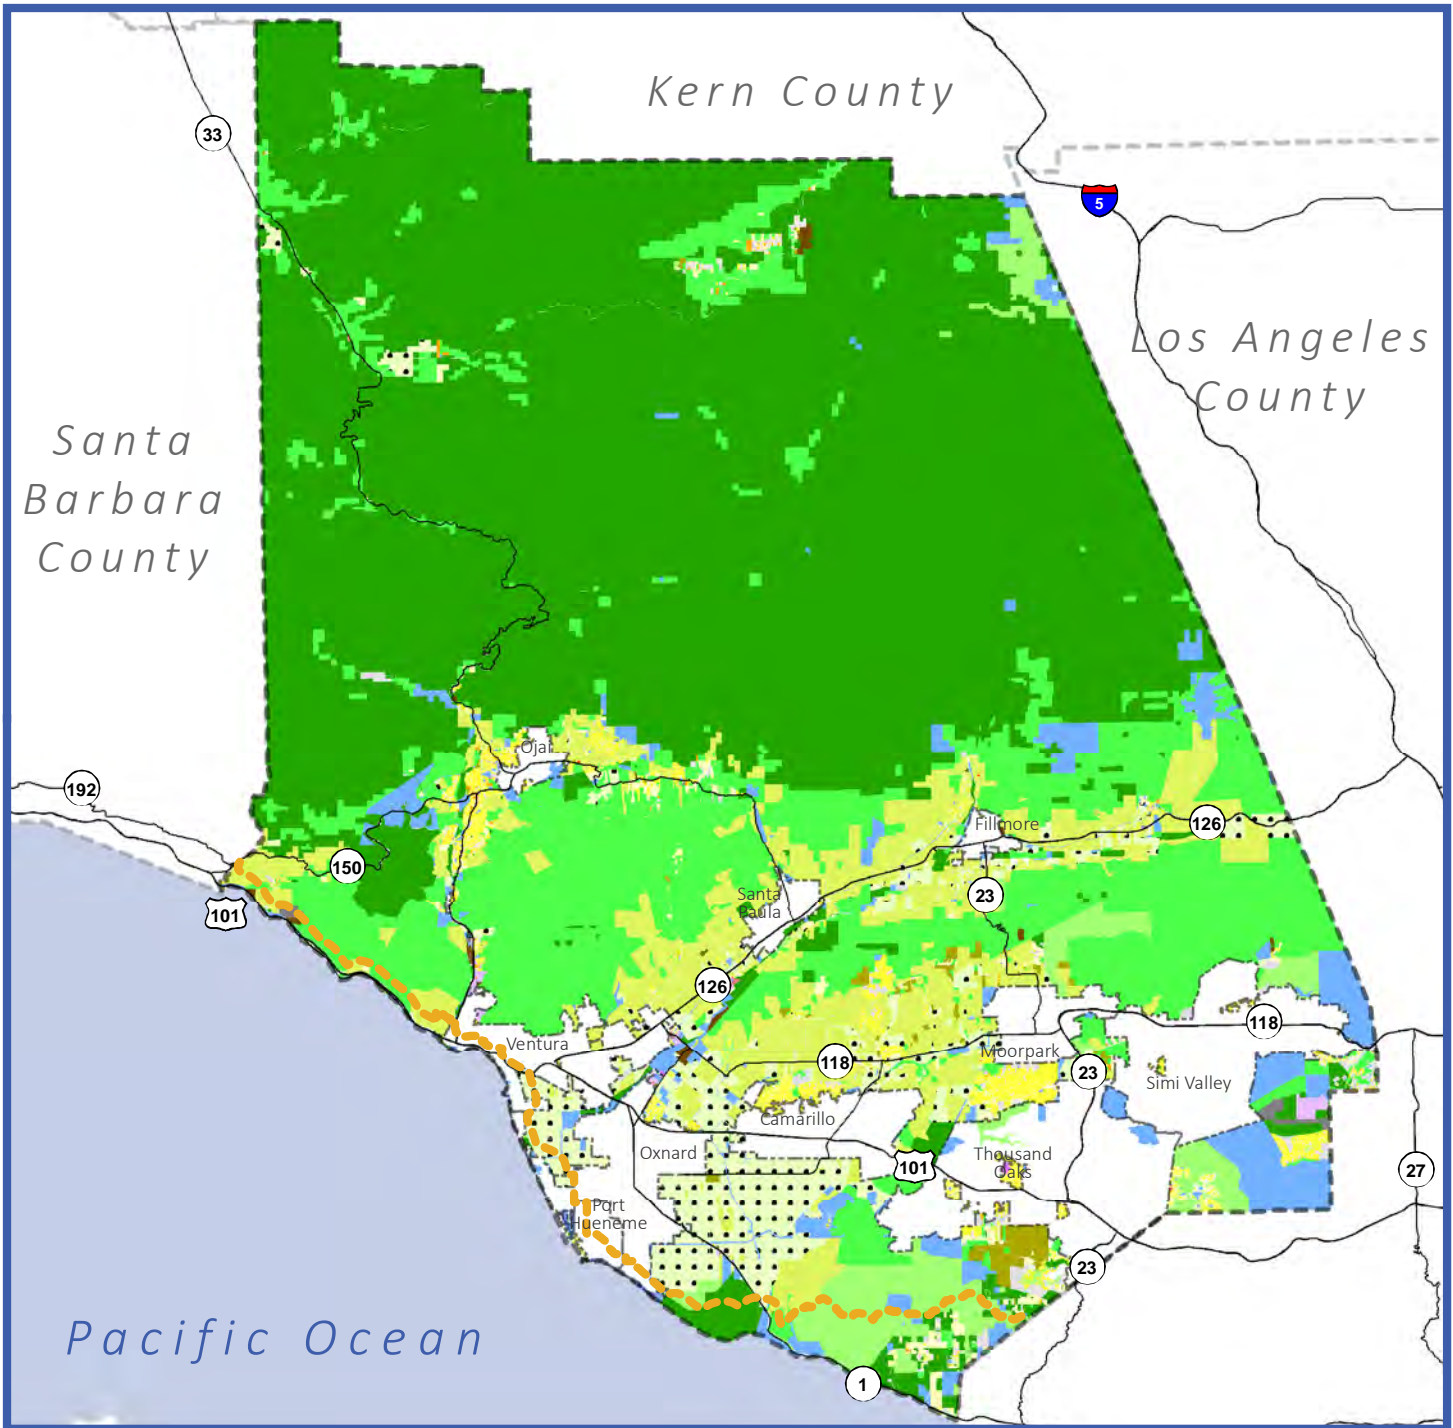 Kern County
33
5
Los Angeles
County
Santa
Barbara
County
Ojai
192
Fillmore
126
150
23
Santa
Paula
101
126
118
Ventura
Moorpark
118
23
Simi Valley
Camarillo
Oxnard
Thousand
Oaks
101
27
Port
Hueneme
23
Pacific Ocean
1